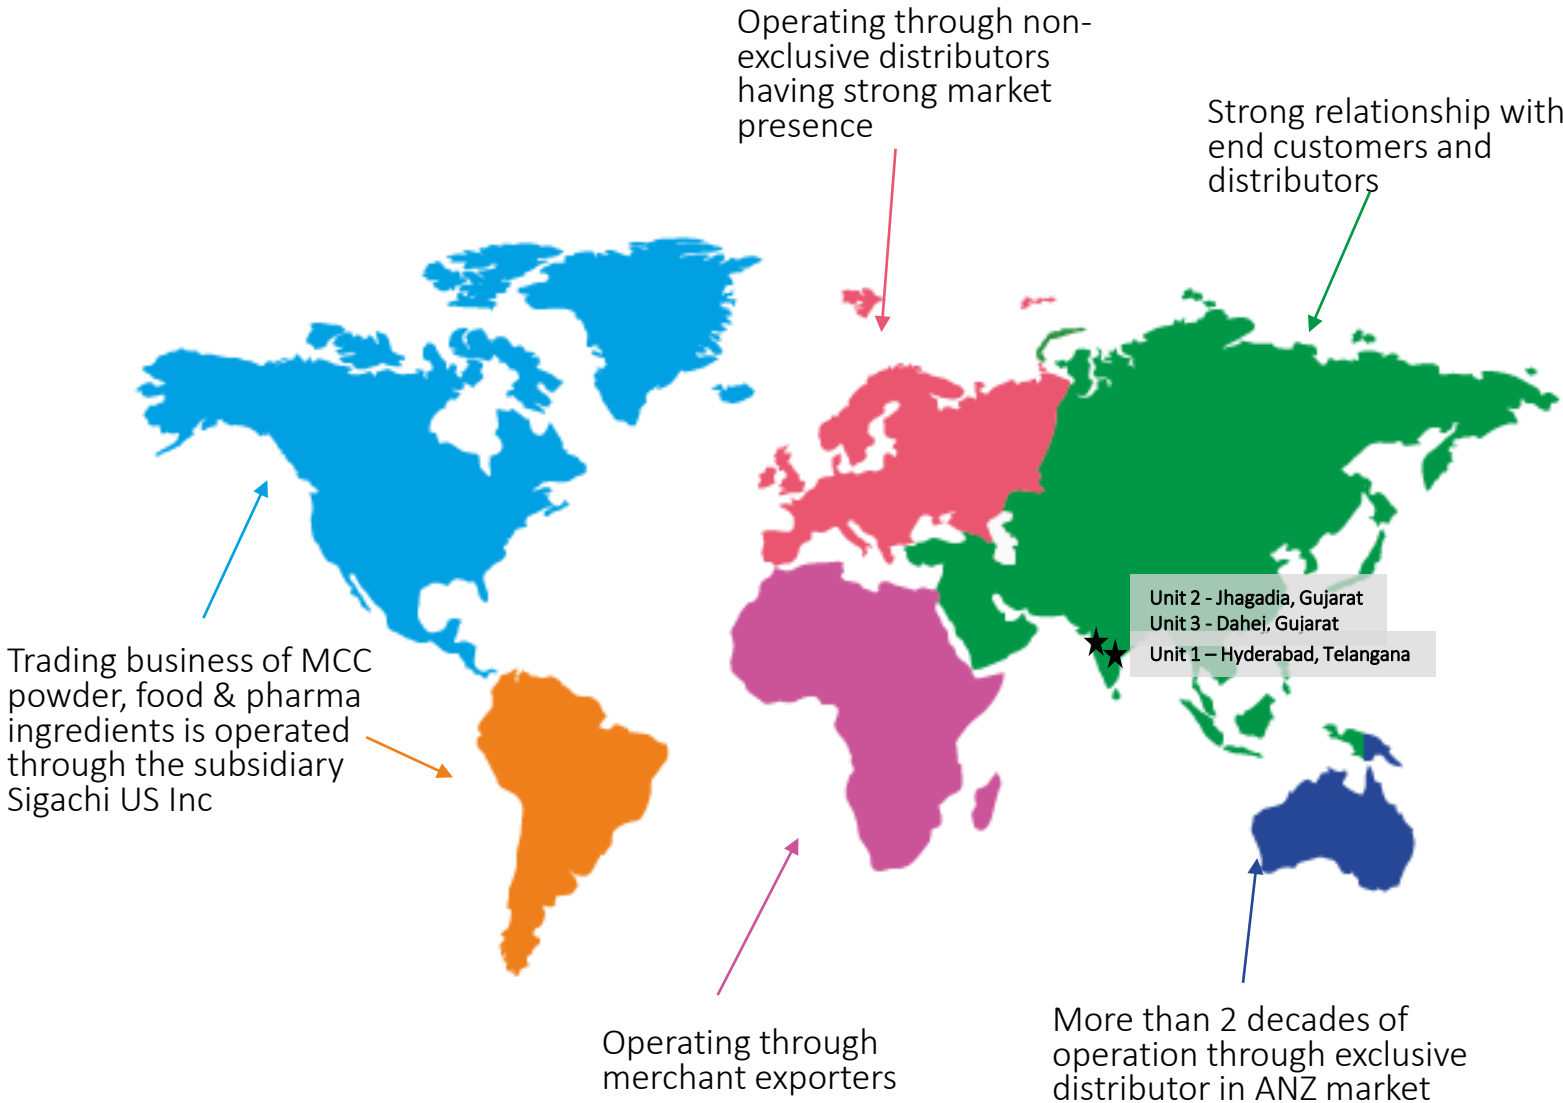 Operating through non-
exclusive distributors
having strong market
presence
Strong relationship with
end customers and
distributors
Unit 2 - Jhagadia, Gujarat
Unit 3 - Dahej, Gujarat
Unit 1 – Hyderabad, Telangana
Trading business of MCC
powder, food & pharma
ingredients is operated
through the subsidiary
Sigachi US Inc
Operating through
merchant exporters
More than 2 decades of
operation through exclusive
distributor in ANZ market